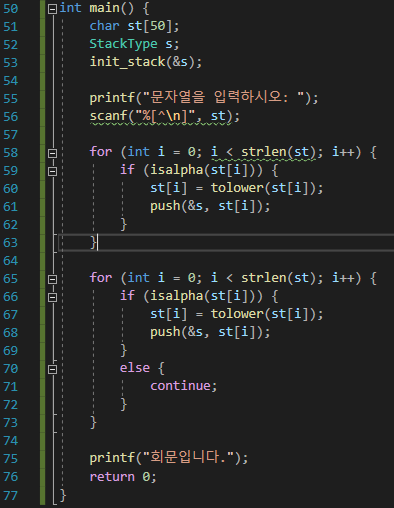 50 int main() {
51 char st[50];
52 StackType s;
53 init_stack(&s);
54
55 printf("문자열을 입력하시오: ");
56 scanf("%[^\n]", st);
57
58 for (int i = 0; i < strlen(st); i++) {
59 if (isalpha(st[i])) {
60 st[i] = tolower(st[i]);
61 push(&s, st[i]);
62 }
63 }
64
65 for (int i = 0; i < strlen(st); i++) {
66 if (isalpha(st[i])) {
67 st[i] = tolower(st[i]);
68 push(&s, st[i]);
69 }
70 else {
71 continue;
72 }
73 }
74
75 printf("회문입니다.");
76 return 0;
77 }